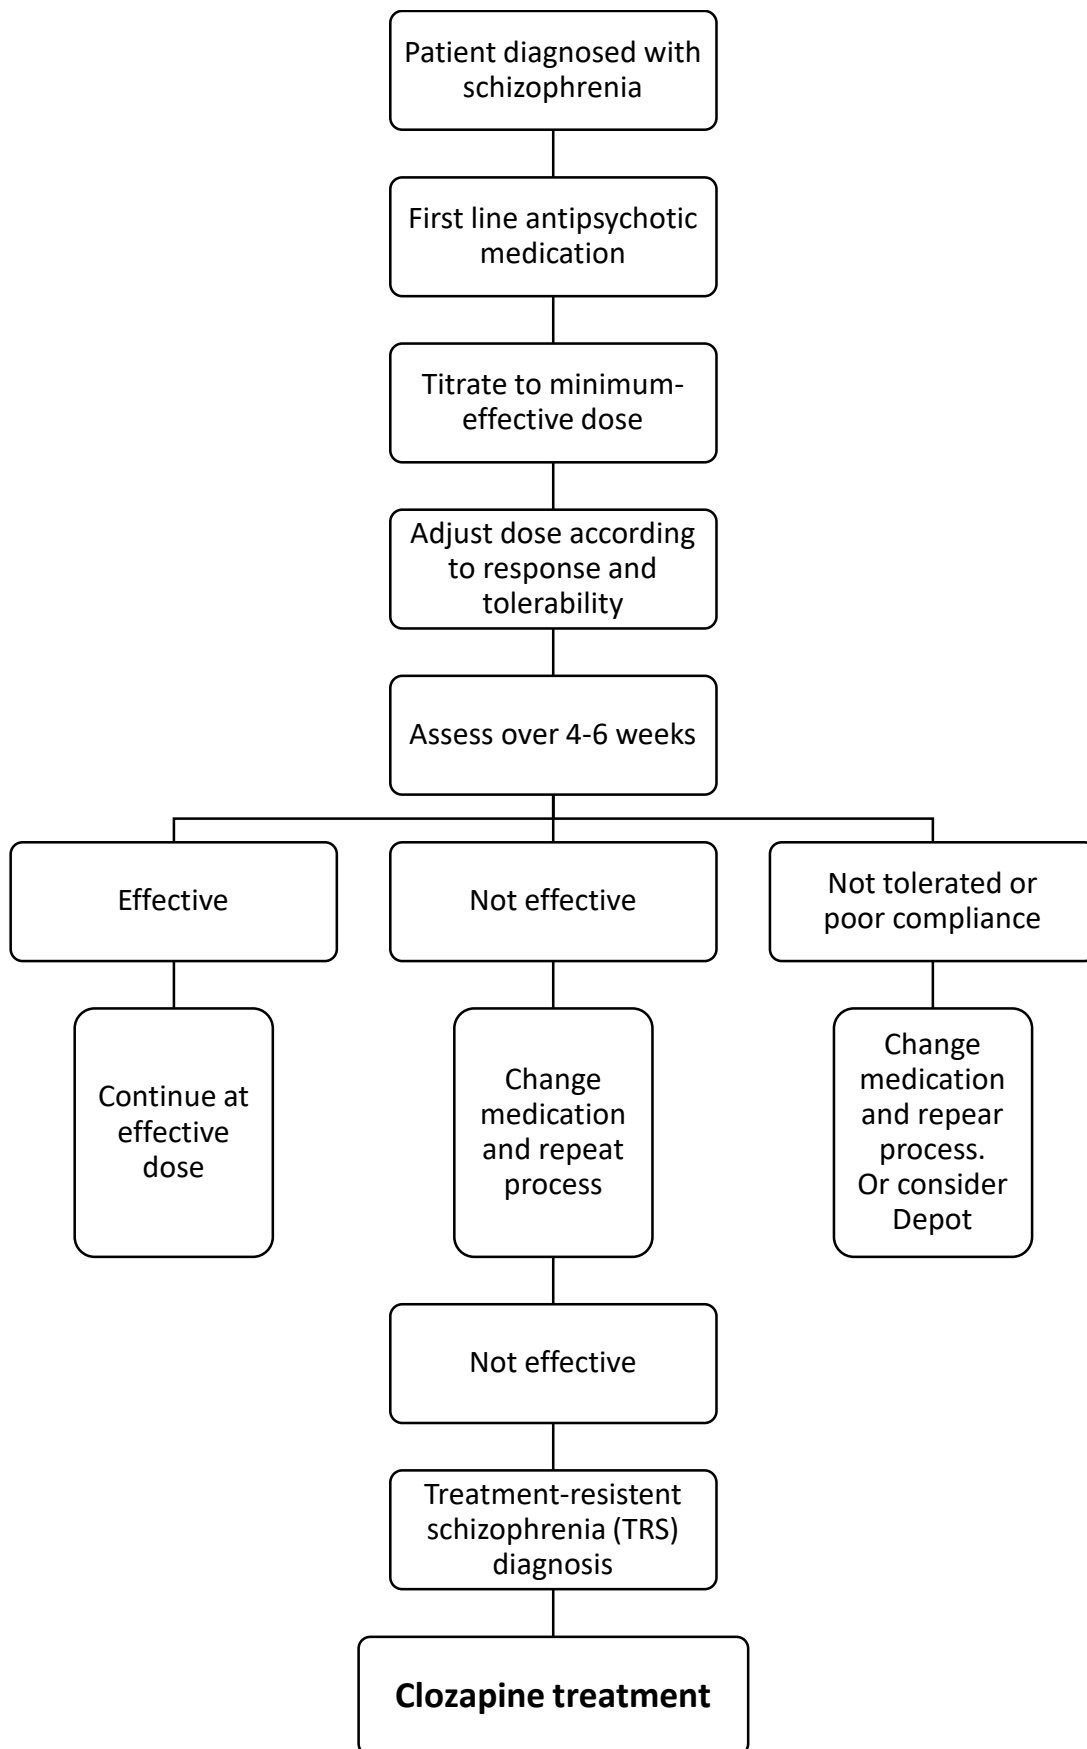 Patient diagnosed with
schizophrenia
First line antipsychotic
medication
Titrate to minimum-
effective dose
Adjust dose according
to response and
tolerability
Assess over 4-6 weeks
Effective
Not effective
Not tolerated or
poor compliance
Continue at
effective
dose
Change
medication
and repeat
process
Change
medication
and repear
process.
Or consider
Depot
Not effective
Treatment-resistent
schizophrenia (TRS)
diagnosis
Clozapine treatment